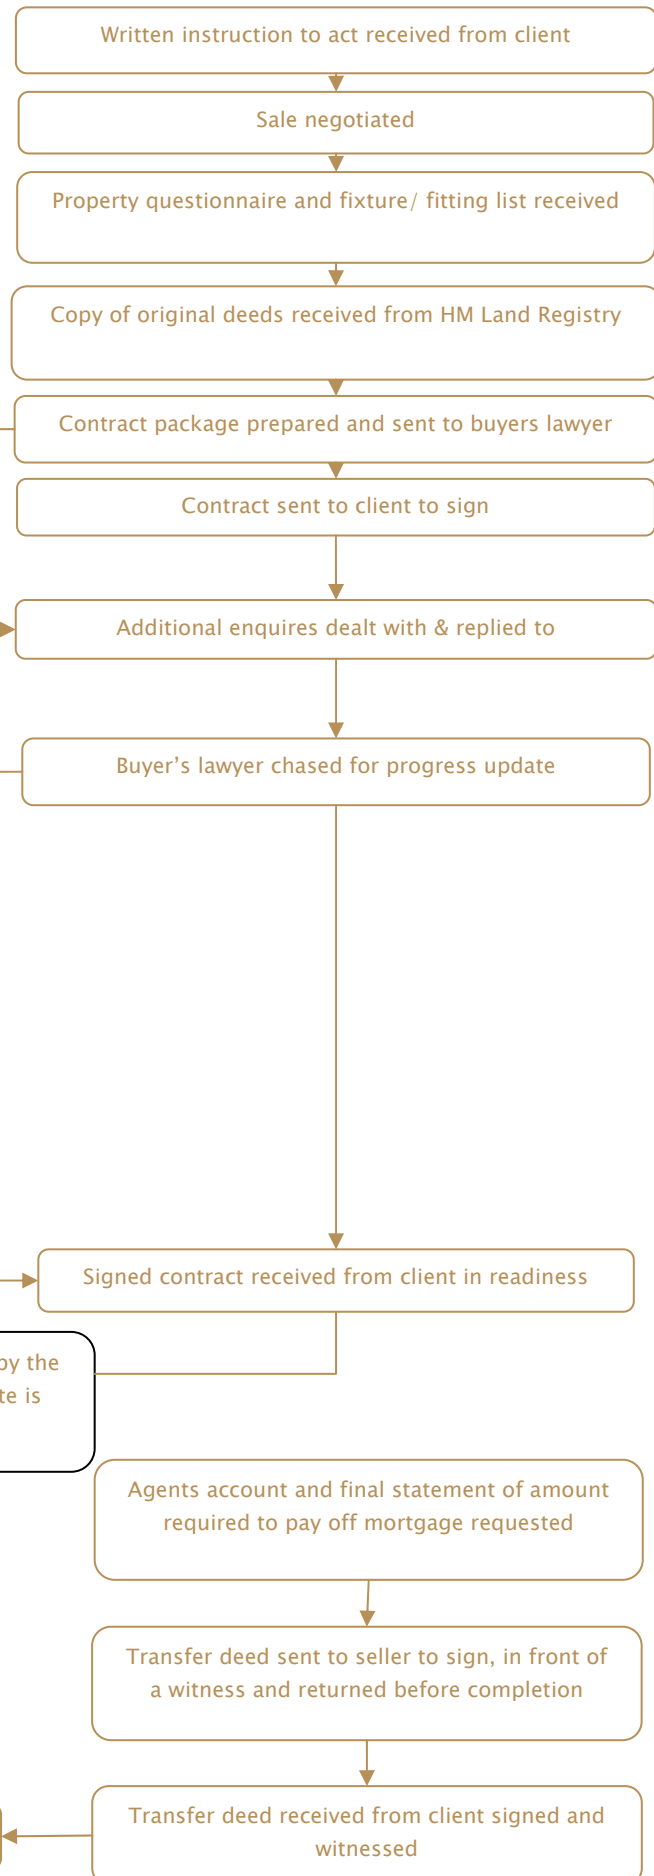 Written instruction to act received from client
Sale negotiated
Property questionnaire and fixture/ fitting list received
Copy of original deeds received from HM Land Registry
Contract package prepared and sent to buyers lawyer
Contract sent to client to sign
Additional enquires dealt with & replied to
Buyer’s lawyer chased for progress update
Signed contract received from client in readiness
by the
is
Agents account and final statement of amount
required to pay off mortgage requested
Transfer deed sent to seller to sign, in front of
a witness and returned before completion
Transfer deed received from client signed and
witnessed